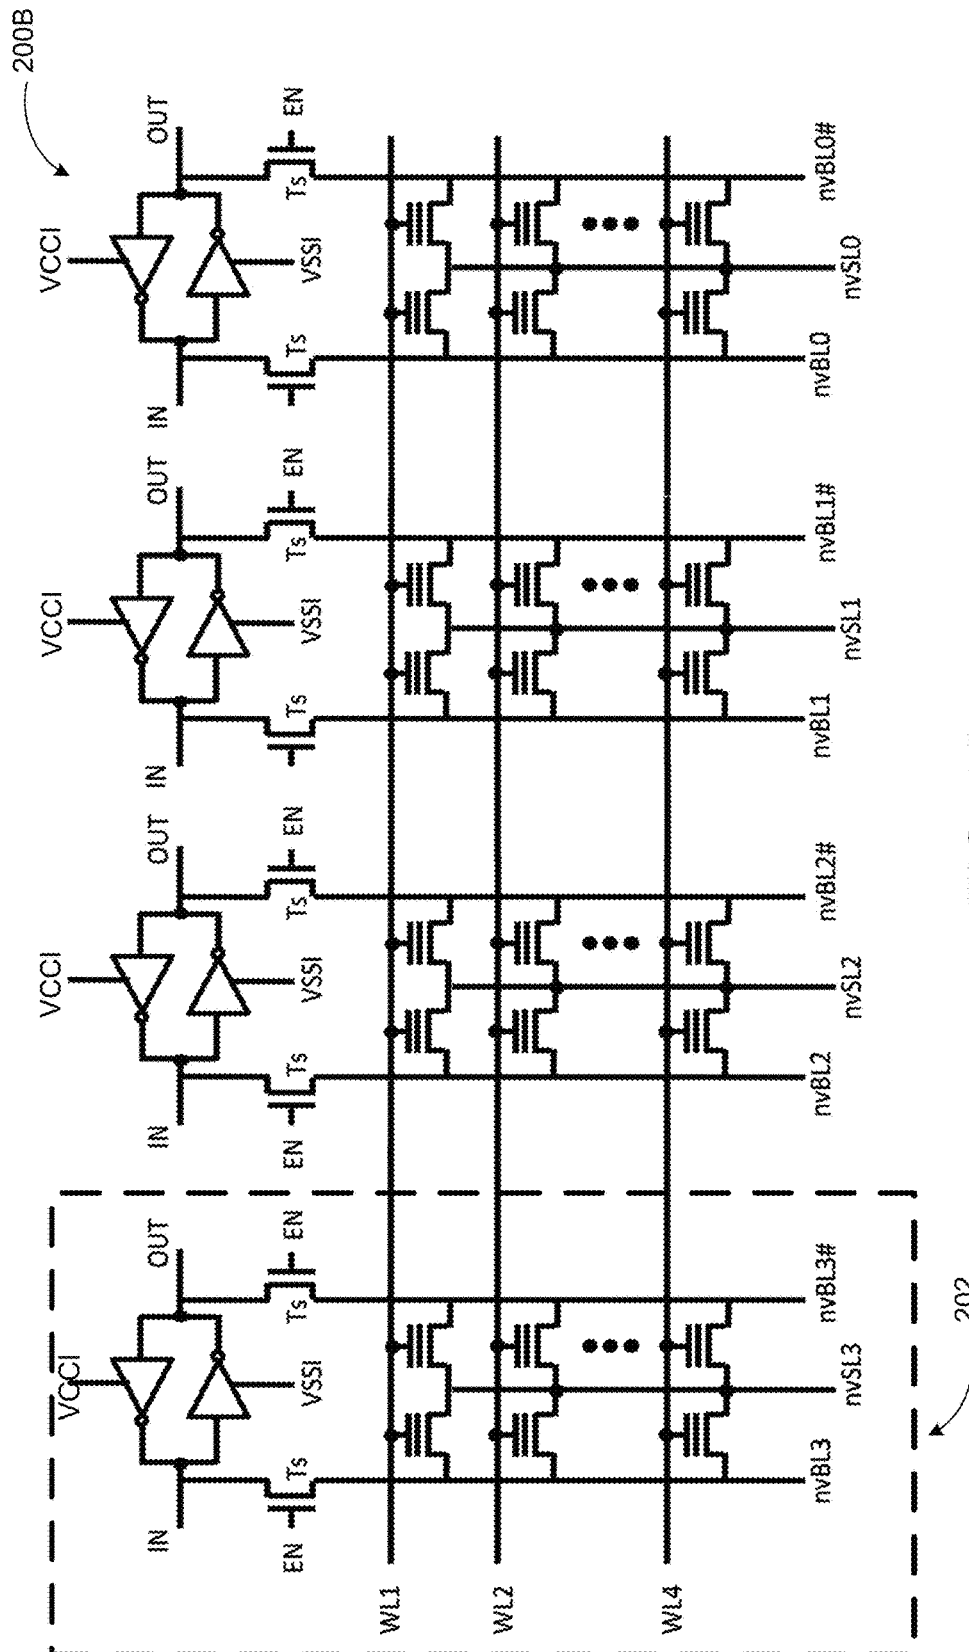 200B
VCCI
VCCI
VCCI
VCCI
IN
OUT
IN
OUT
IN
OUT
IN
OUT
EN
Ts
VSSI
Ts
EN
EN
Ts
VSSI
Ts
EN
Ts
VSSI
Ts
EN
Ts
VSSI
Ts
EN
WL1
WL2
WL4
nvBL3
nvSL3
nvBL3#
nvBL2
nvSL2
nvBL2#
nvBL1
nvSL1
nvBL1#
nvBL0
nvSL0
nvBL0#
202